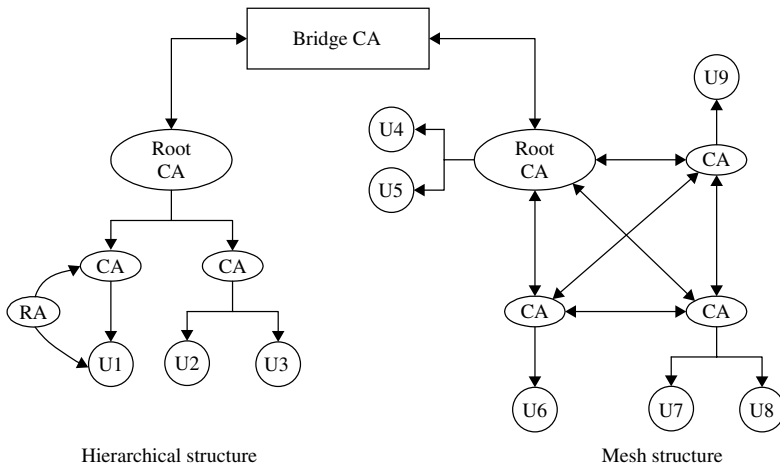 Bridge CA
U9
U4
Root
CA
Root
CA
CA
U5
CA
CA
RA
CA
CA
U1
U2
U3
U6
U7
U8
Hierarchical structure
Mesh structure